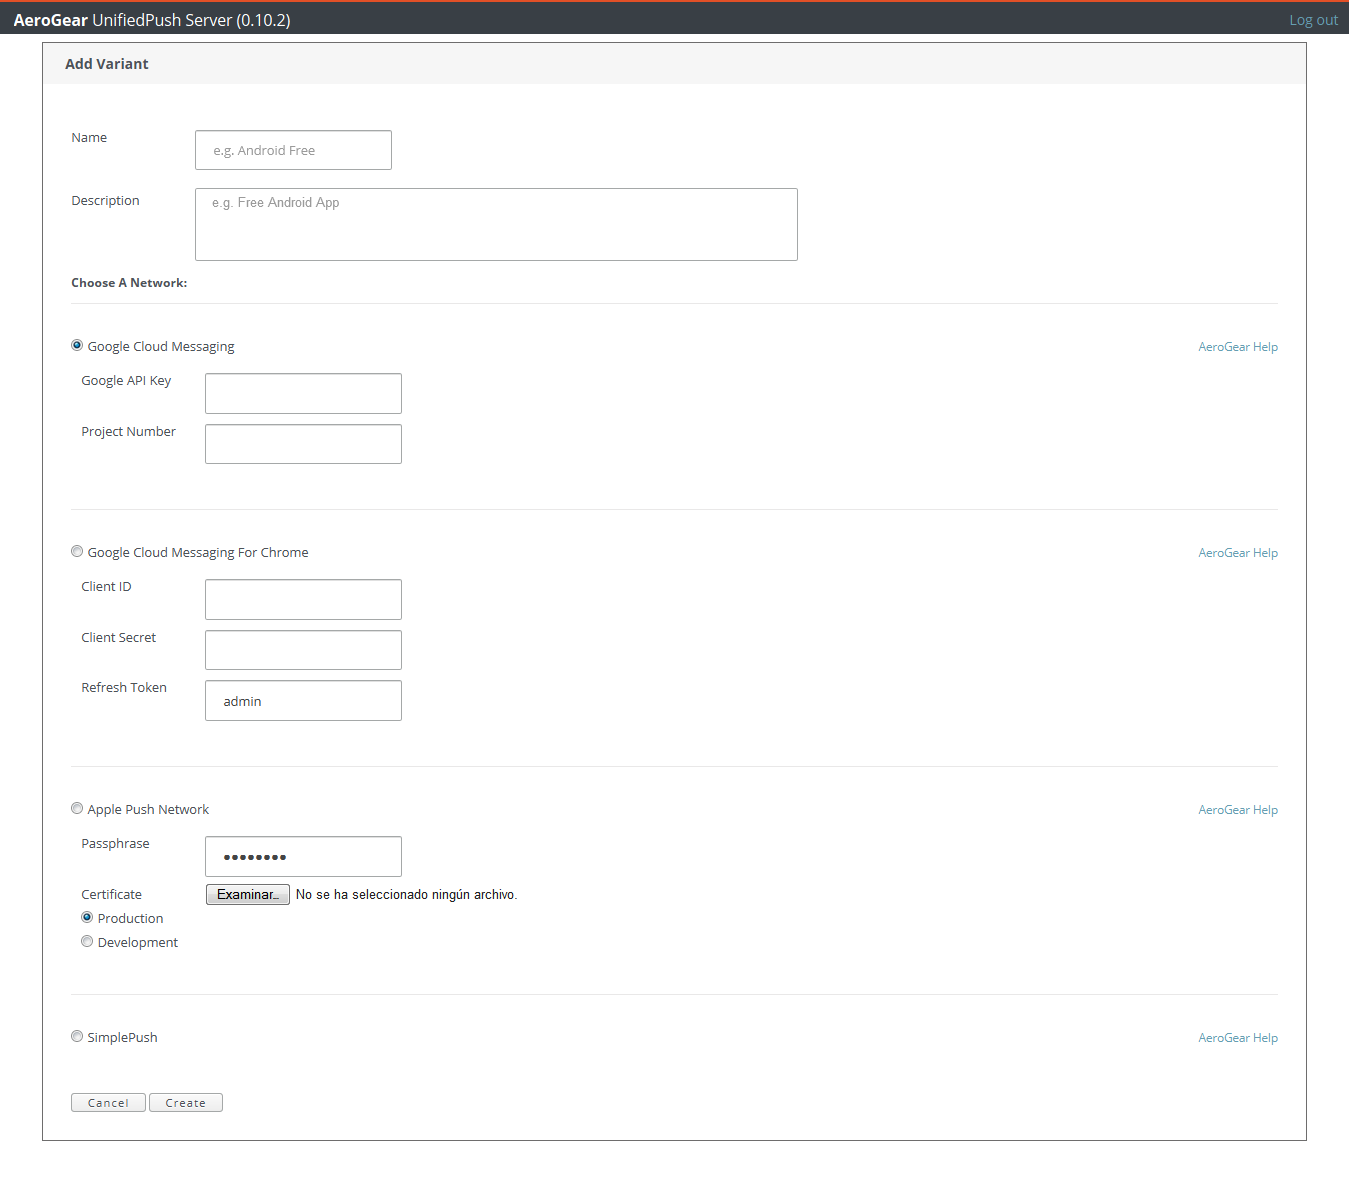 AeroGear UnifiedPush Server (0.10.2)
Log out
Add Variant
Name
e.g. Android Free
Description
e.g. Free Android App
Choose A Network:
Google Cloud Messaging
AeroGear Help
Google API Key
Project Number
Google Cloud Messaging For Chrome
AeroGear Help
Client ID
Client Secret
Refresh Token
admin
Apple Push Network
AeroGear Help
Passphrase
••••••••
Certificate
Examinar... No se ha seleccionado ningún archivo.
Production
Development
SimplePush
AeroGear Help
Cancel
Create